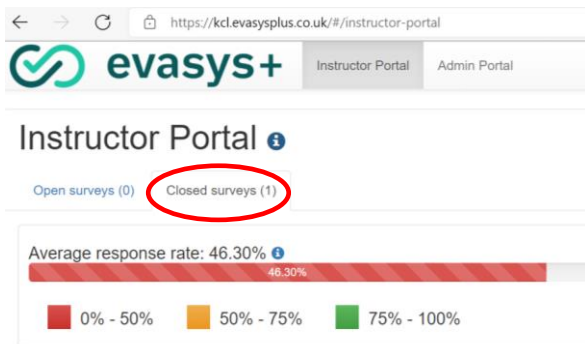 https://kcl.evasysplus.co.uk/#/instructor-portal
evasys+ Instructor Portal Admin Portal
Instructor Portal
Open surveys (0) Closed surveys (1)
Average response rate: 46.30%
46.30%
0% - 50% 50% - 75% 75% - 100%